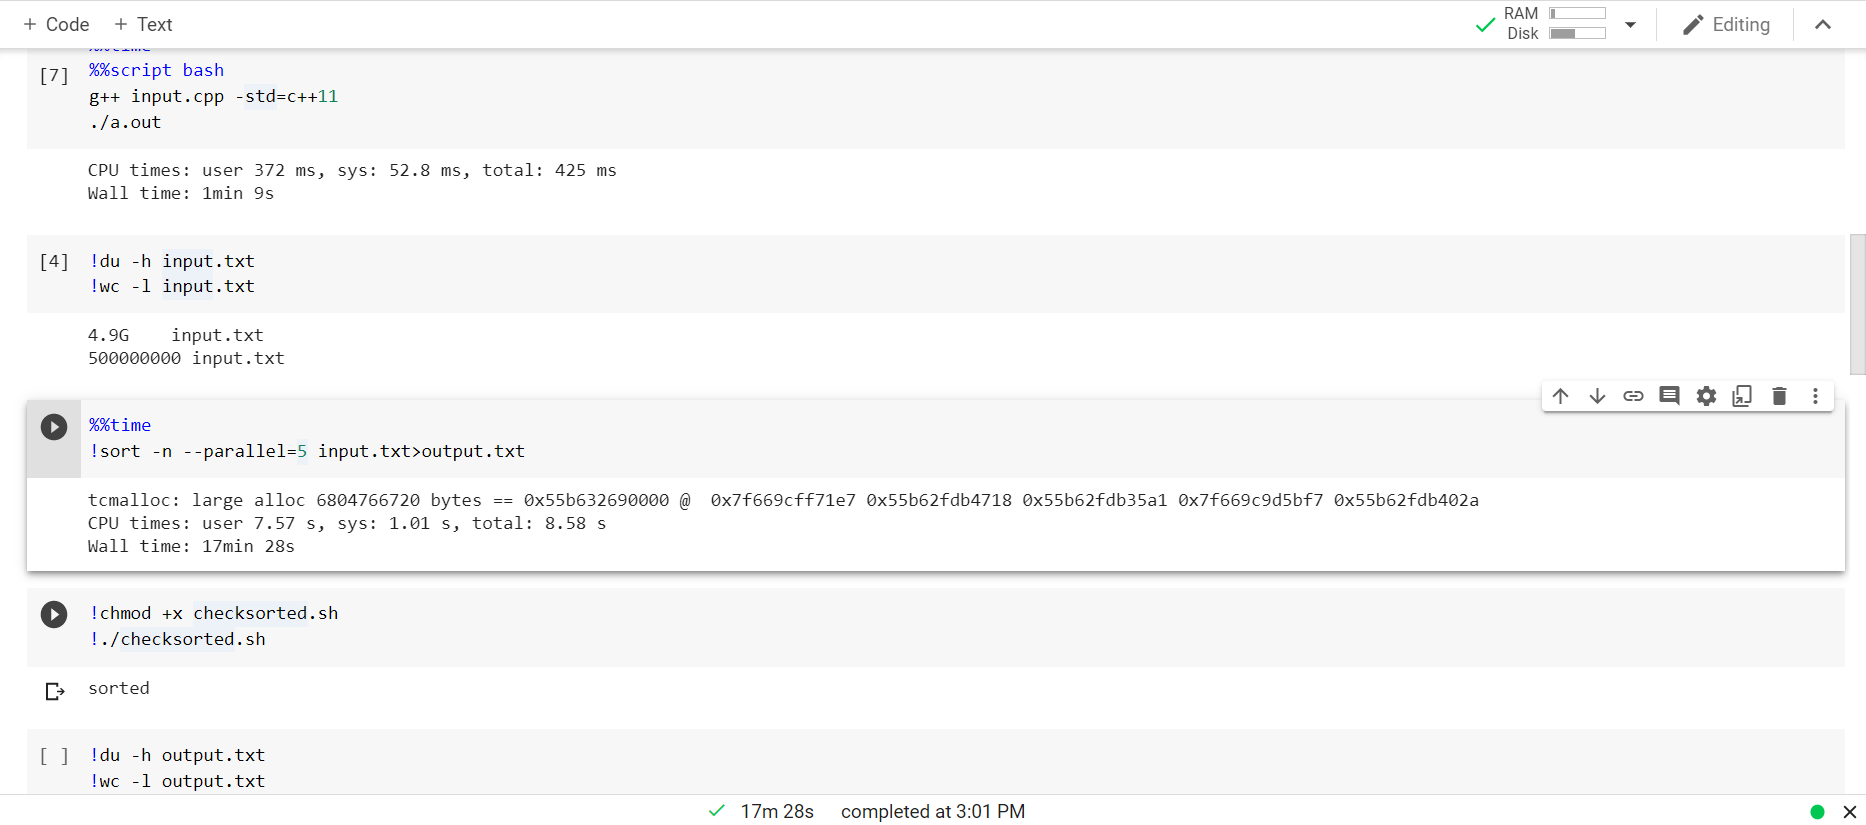 + Code + Text
RAM
Disk
Editing
%%time
[7] %%script bash
g++ input.cpp -std=c++11
./a.out
CPU times: user 372 ms, sys: 52.8 ms, total: 425 ms
Wall time: 1min 9s
[4] !du -h input.txt
!wc -l input.txt
4.9G    input.txt
500000000 input.txt
%%time
!sort -n --parallel=5 input.txt>output.txt
tcmalloc: large alloc 6804766720 bytes == 0x55b632690000 @  0x7f669cff71e7 0x55b62fdb4718 0x55b62fdb35a1 0x7f669c9d5bf7 0x55b62fdb402a
CPU times: user 7.57 s, sys: 1.01 s, total: 8.58 s
Wall time: 17min 28s
!chmod +x checksorted.sh
!./checksorted.sh
sorted
[ ] !du -h output.txt
!wc -l output.txt
17m 28s completed at 3:01 PM